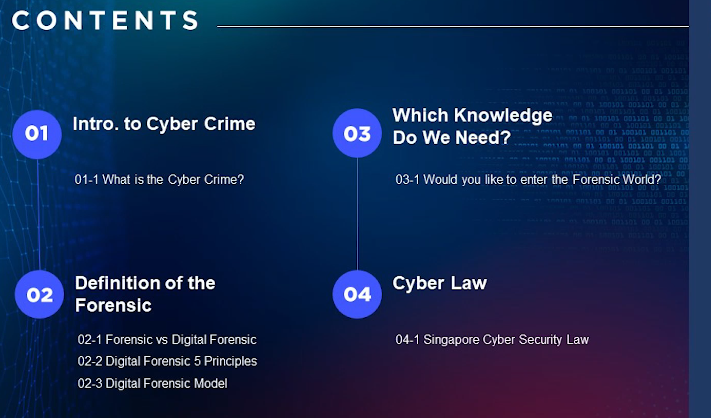 CONTENTS
01
Intro. to Cyber Crime
01-1 What is the Cyber Crime?
02
Definition of the
Forensic
02-1 Forensic vs Digital Forensic
02-2 Digital Forensic 5 Principles
02-3 Digital Forensic Model
03
Which Knowledge
Do We Need?
03-1 Would you like to enter the Forensic World?
04
Cyber Law
04-1 Singapore Cyber Security Law